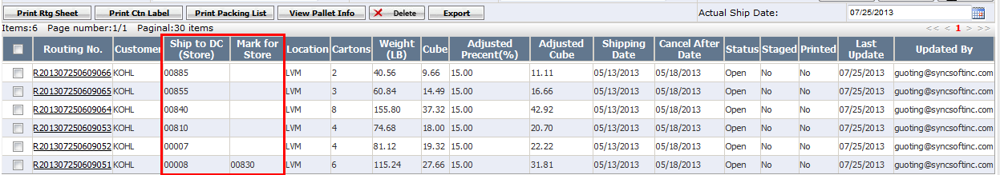 Print Rtg Sheet Print Ctn Label Print Packing List View Pallet Info Delete Export Actual Ship Date: 07/25/2013
Items:6 Page number:1/1 Paginal:30 items << < 1 > >>
Routing No. Customer Ship to DC (Store) Mark for Store Location Cartons Weight (LB) Cube Adjusted Precent(%) Adjusted Cube Shipping Date Cancel After Date Status Staged Printed Last Update Updated By
R201307250609066 KOHL 00885 LVM 2 40.56 9.66 15.00 11.11 05/13/2013 05/18/2013 Open No No 07/25/2013 guoting@syncsoftinc.com
R201307250609065 KOHL 00855 LVM 3 60.84 14.49 15.00 16.66 05/13/2013 05/18/2013 Open No No 07/25/2013 guoting@syncsoftinc.com
R201307250609064 KOHL 00840 LVM 8 155.80 37.32 15.00 42.92 05/13/2013 05/18/2013 Open No No 07/25/2013 guoting@syncsoftinc.com
R201307250609053 KOHL 00810 LVM 4 74.68 18.00 15.00 20.70 05/13/2013 05/18/2013 Open No No 07/25/2013 guoting@syncsoftinc.com
R201307250609052 KOHL 00007 LVM 4 81.12 19.32 15.00 22.22 05/13/2013 05/18/2013 Open No No 07/25/2013 guoting@syncsoftinc.com
R201307250609051 KOHL 00008 00830 LVM 6 115.24 27.66 15.00 31.81 05/13/2013 05/18/2013 Open No No 07/25/2013 guoting@syncsoftinc.com